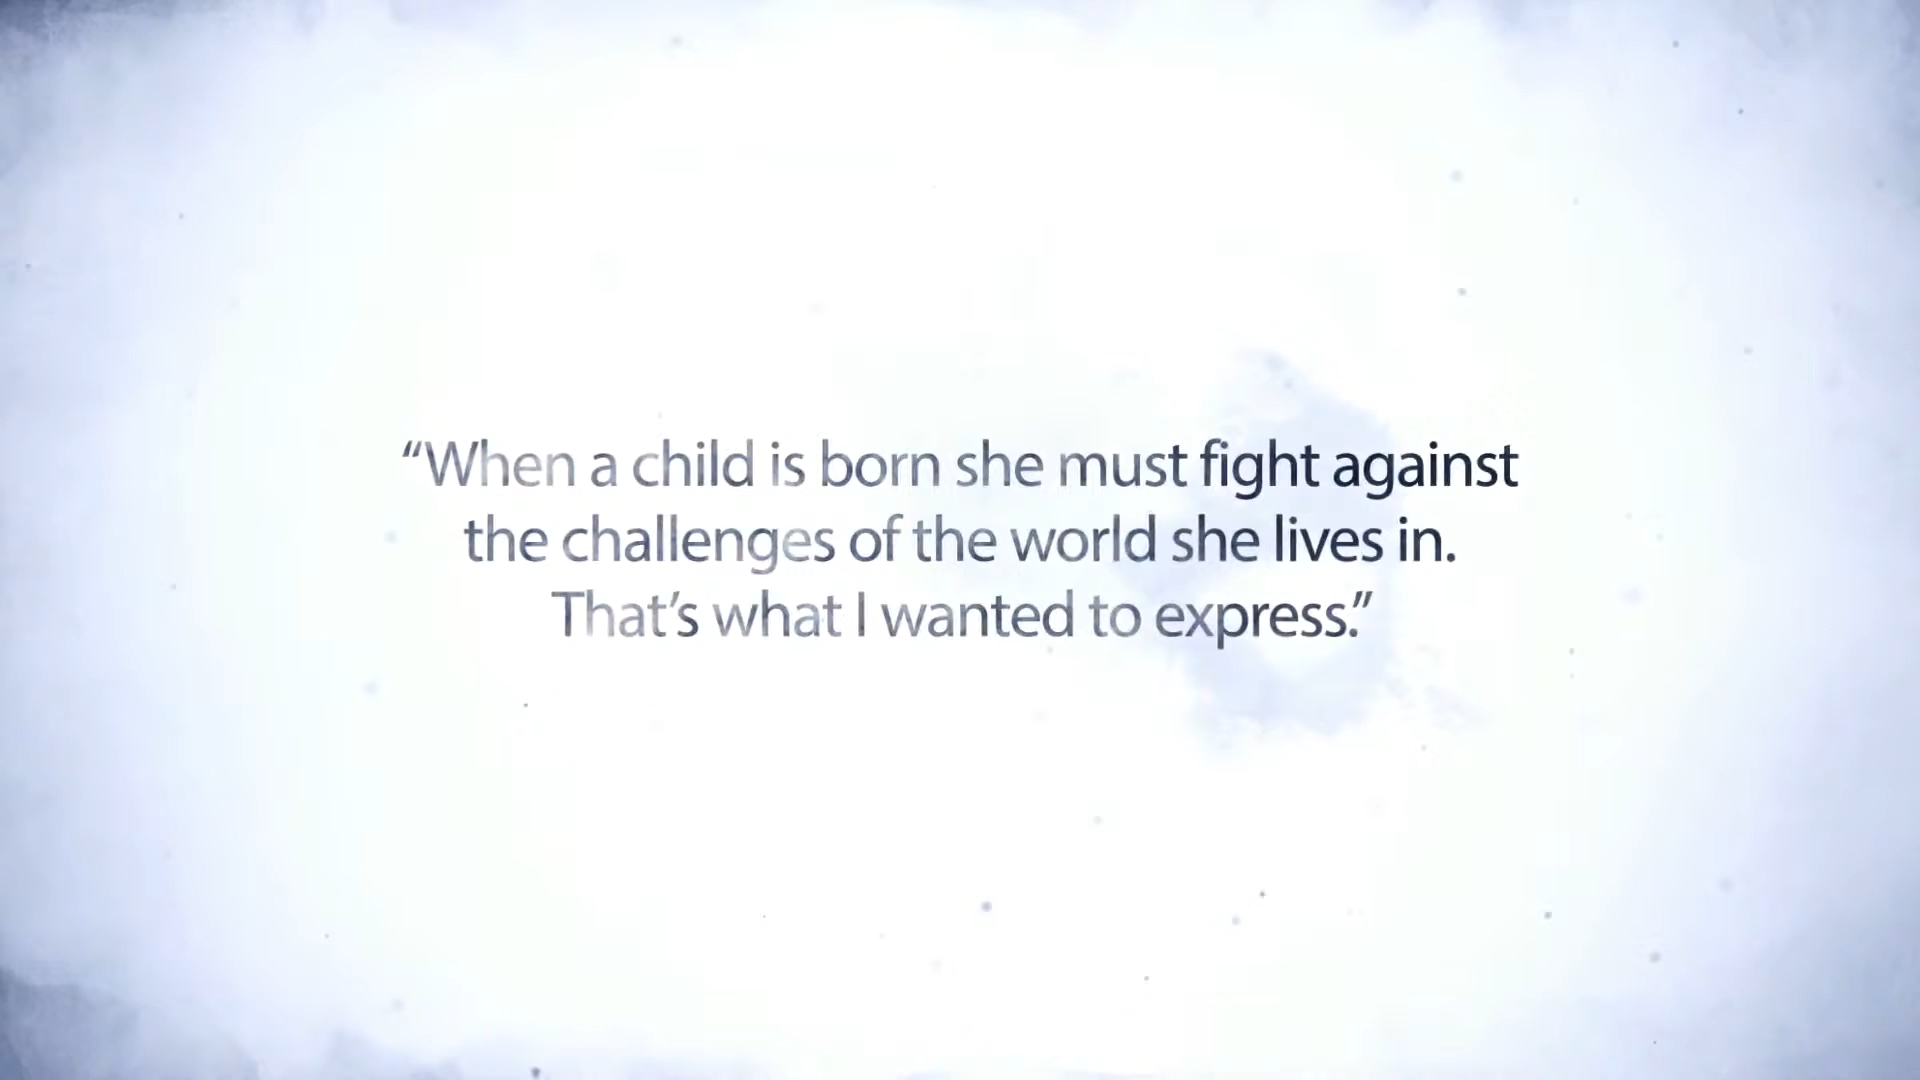 “When a child is born she must fight against
the challenges of the world she lives in.
That’s what I wanted to express.”